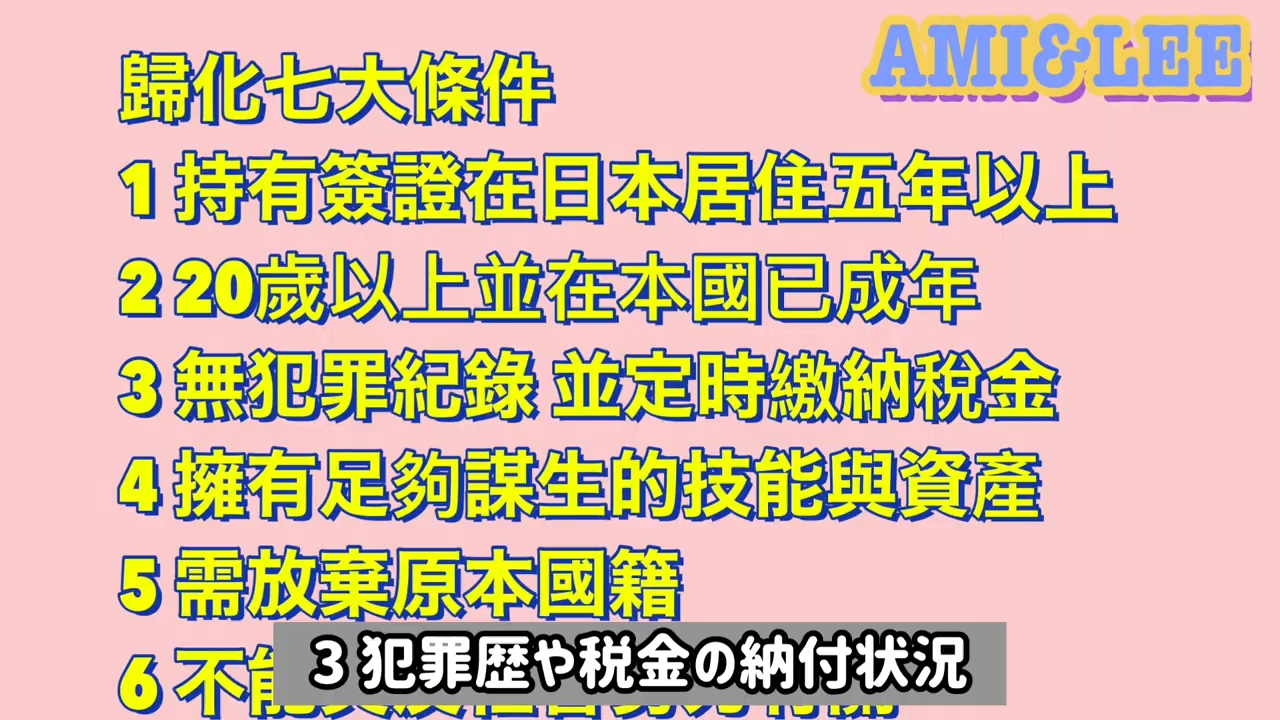 AMI&LEE
歸化七大條件
1 持有簽證在日本居住五年以上
2 20歲以上並在本國已成年
3 無犯罪紀錄 並定時繳納稅金
4 擁有足夠謀生的技能與資產
5 需放棄原本國籍
6 不能
3 犯罪歴や税金の納付状況